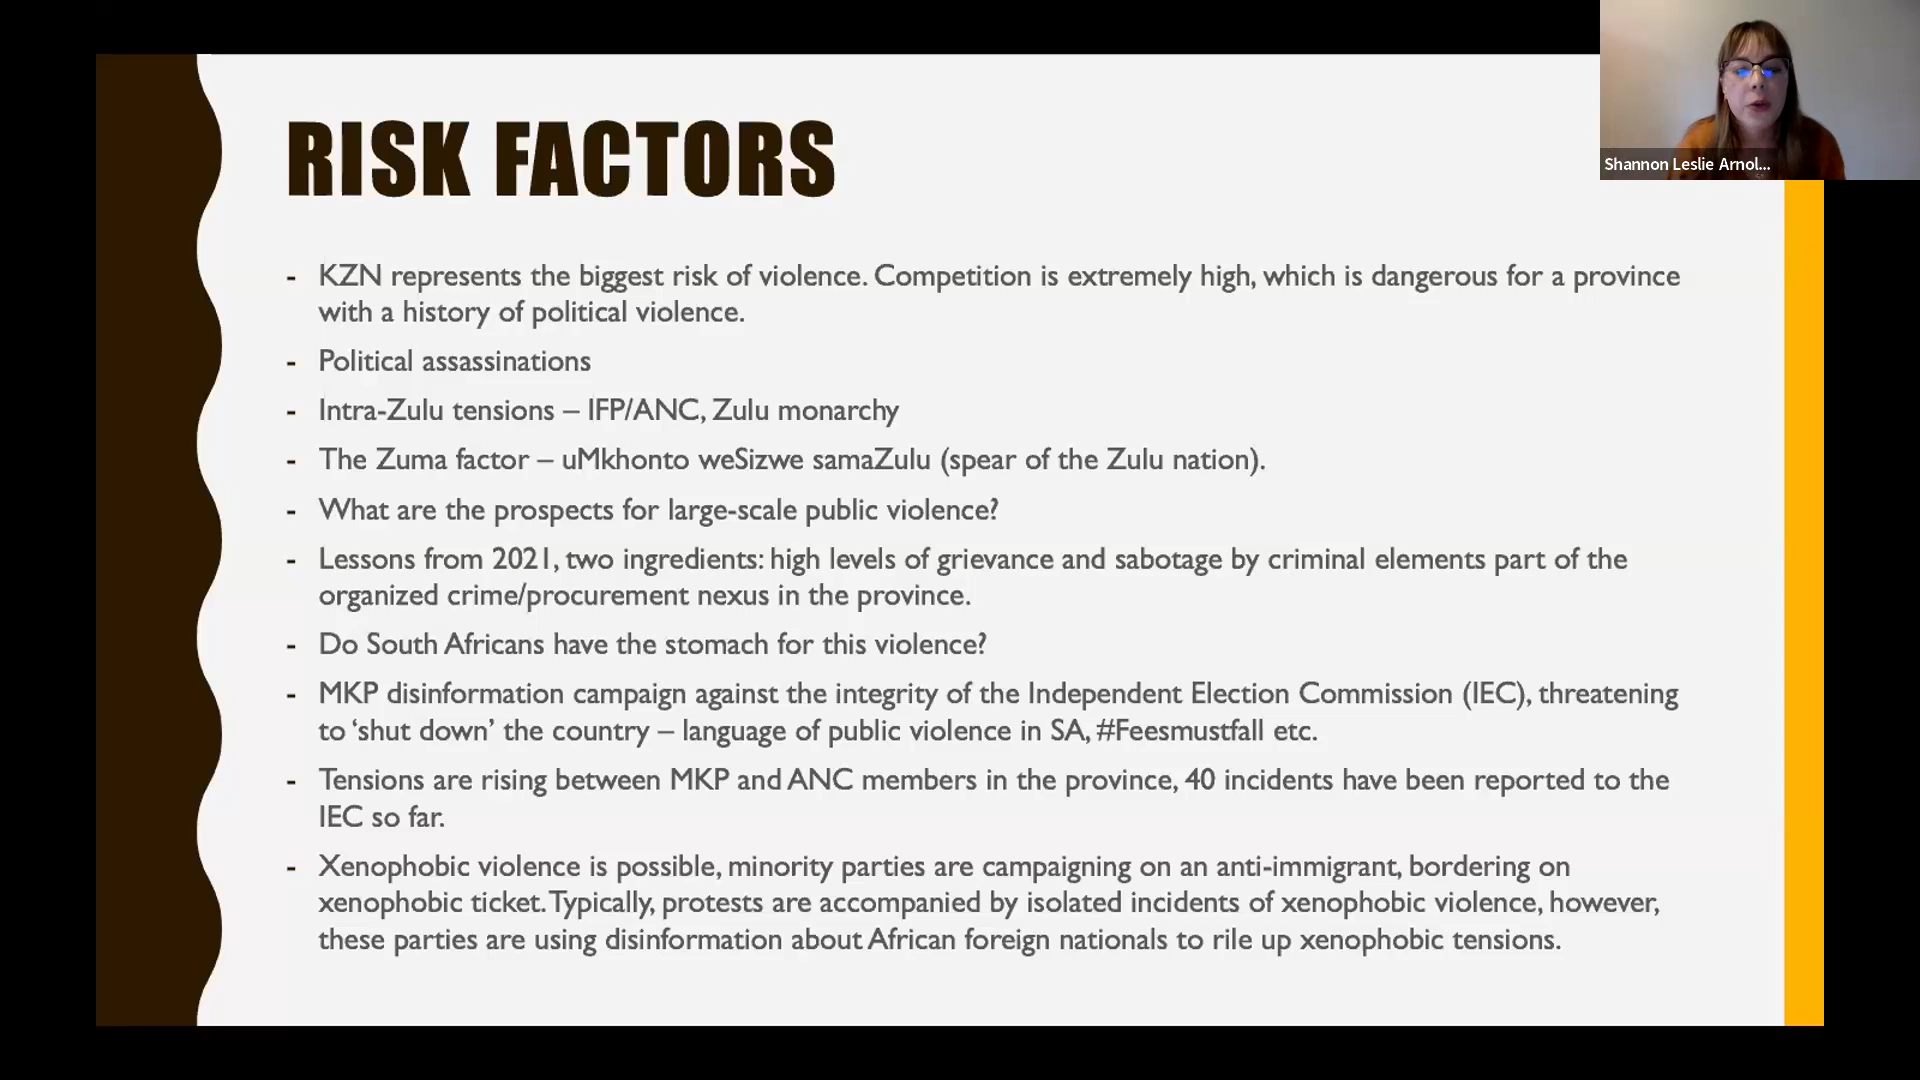 RISK FACTORS
- KZN represents the biggest risk of violence. Competition is extremely high, which is dangerous for a province
with a history of political violence.
- Political assassinations
- Intra-Zulu tensions – IFP/ANC, Zulu monarchy
- The Zuma factor – uMkhonto weSizwe samaZulu (spear of the Zulu nation).
- What are the prospects for large-scale public violence?
- Lessons from 2021, two ingredients: high levels of grievance and sabotage by criminal elements part of the
organized crime/procurement nexus in the province.
- Do South Africans have the stomach for this violence?
- MKP disinformation campaign against the integrity of the Independent Election Commission (IEC), threatening
to ‘shut down’ the country – language of public violence in SA, #Feesmustfall etc.
- Tensions are rising between MKP and ANC members in the province, 40 incidents have been reported to the
IEC so far.
- Xenophobic violence is possible, minority parties are campaigning on an anti-immigrant, bordering on
xenophobic ticket. Typically, protests are accompanied by isolated incidents of xenophobic violence, however,
these parties are using disinformation about African foreign nationals to rile up xenophobic tensions.
Shannon Leslie Arnol...